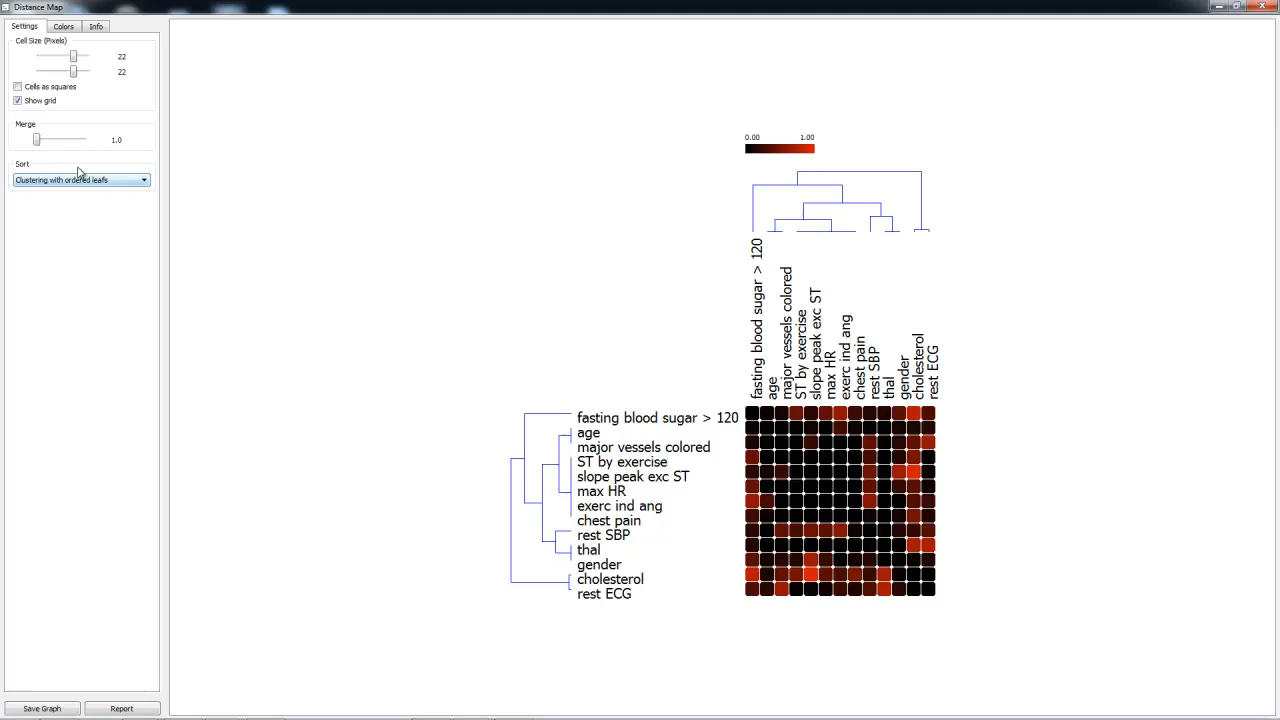 Distance Map
Settings
Colors
Info
Cell Size (Pixels)
22
22
Cells as squares
Show grid
Merge
1.0
Sort
Clustering with ordered leafs
0.00
1.00
fasting blood sugar > 120
age
major vessels colored
ST by exercise
slope peak exc ST
max HR
exerc ind ang
chest pain
rest SBP
thal
gender
cholesterol
rest ECG
fasting blood sugar > 120
age
major vessels colored
ST by exercise
slope peak exc ST
max HR
exerc ind ang
chest pain
rest SBP
thal
gender
cholesterol
rest ECG
Save Graph
Report